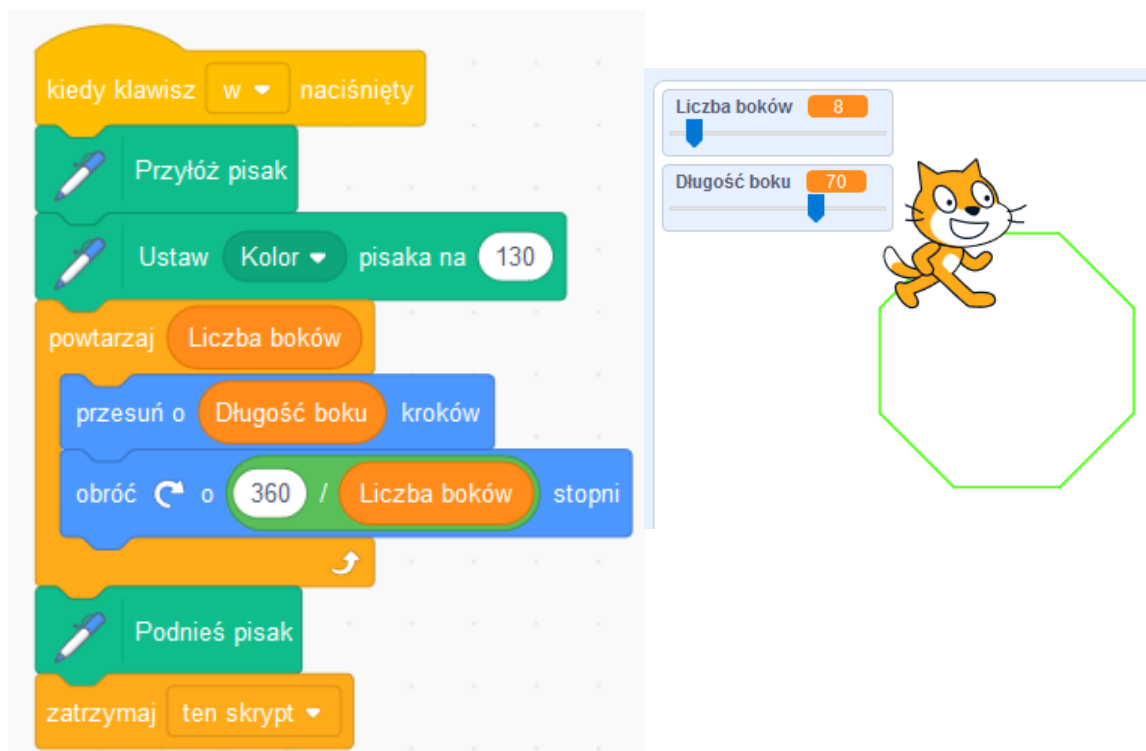 kiedy klawisz w naciśnięty
Przyłóż pisak
Ustaw Kolor pisaka na 130
powtarzaj Liczba boków
przesuń o Długość boku kroków
obróć o 360 / Liczba boków stopni
Podnieś pisak
zatrzymaj ten skrypt
Liczba boków 8
Długość boku 70